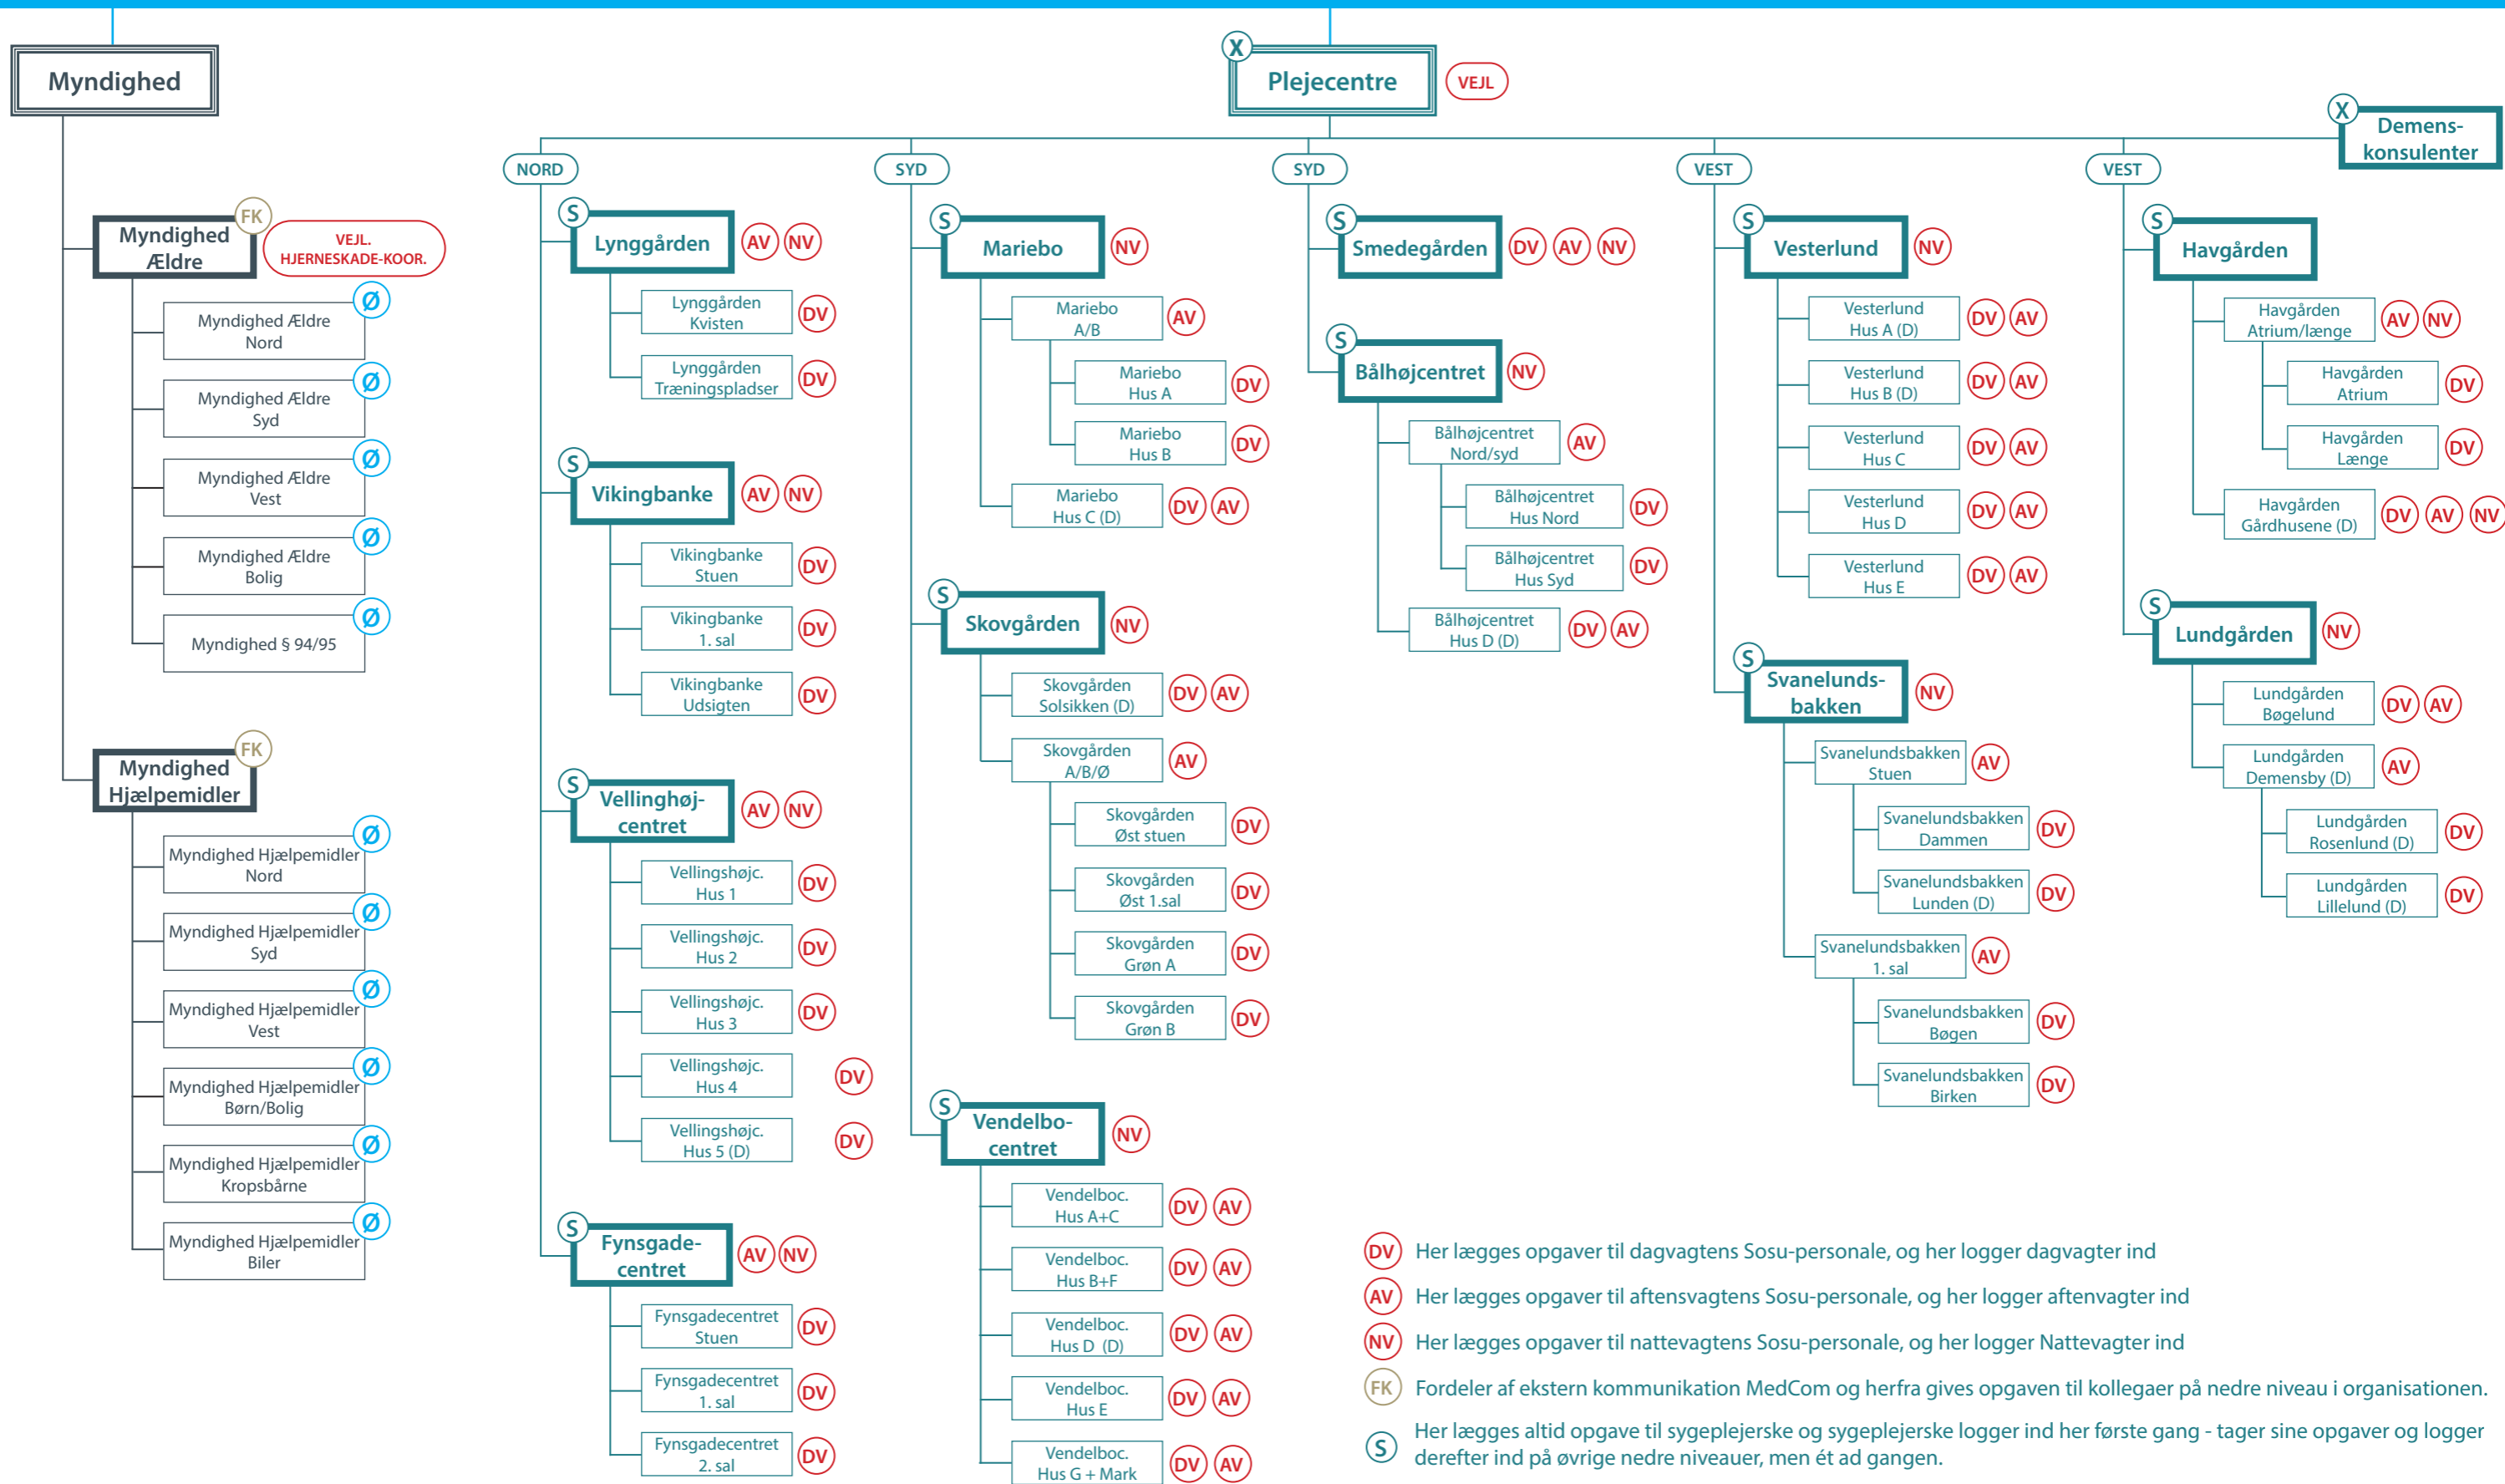 Myndighed
FK
Myndighed
Ældre
VEJL.
HJERNESKADE-KOOR.
Ø
Myndighed Ældre
Nord
Ø
Myndighed Ældre
Syd
Ø
Myndighed Ældre
Vest
Ø
Myndighed Ældre
Bolig
Ø
Myndighed § 94/95
FK
Myndighed
Hjælpemidler
Ø
Myndighed Hjælpemidler
Nord
Ø
Myndighed Hjælpemidler
Syd
Ø
Myndighed Hjælpemidler
Vest
Ø
Myndighed Hjælpemidler
Børn/Bolig
Ø
Myndighed Hjælpemidler
Kropsbårne
Ø
Myndighed Hjælpemidler
Biler
X
Plejecentre
VEJL
X
Demens-
konsulenter
NORD
S
Lynggården
AV NV
Lynggården
Kvisten
DV
Lynggården
Træningspladser
DV
S
Vikingbanke
AV NV
Vikingbanke
Stuen
DV
Vikingbanke
1. sal
DV
Vikingbanke
Udsigten
DV
S
Vellinghøj-
centret
AV NV
Vellingshøjc.
Hus 1
DV
Vellingshøjc.
Hus 2
DV
Vellingshøjc.
Hus 3
DV
Vellingshøjc.
Hus 4
DV
Vellingshøjc.
Hus 5 (D)
DV
S
Fynsgade-
centret
AV NV
Fynsgadecentret
Stuen
DV
Fynsgadecentret
1. sal
DV
Fynsgadecentret
2. sal
DV
SYD
S
Mariebo
NV
Mariebo
A/B
AV
Mariebo
Hus A
DV
Mariebo
Hus B
DV
Mariebo
Hus C (D)
DV AV
S
Skovgården
NV
Skovgården
Solsikken (D)
DV AV
Skovgården
A/B/Ø
AV
Skovgården
Øst stuen
DV
Skovgården
Øst 1.sal
DV
Skovgården
Grøn A
DV
Skovgården
Grøn B
DV
S
Vendelbo-
centret
NV
Vendelboc.
Hus A+C
DV AV
Vendelboc.
Hus B+F
DV AV
Vendelboc.
Hus D (D)
DV AV
Vendelboc.
Hus E
DV AV
Vendelboc.
Hus G + Mark
DV AV
SYD
S
Smedegården
DV AV NV
S
Bålhøjcentret
NV
Bålhøjcentret
Nord/syd
AV
Bålhøjcentret
Hus Nord
DV
Bålhøjcentret
Hus Syd
DV
Bålhøjcentret
Hus D (D)
DV AV
VEST
S
Vesterlund
NV
Vesterlund
Hus A (D)
DV AV
Vesterlund
Hus B (D)
DV AV
Vesterlund
Hus C
DV AV
Vesterlund
Hus D
DV AV
Vesterlund
Hus E
DV AV
S
Svanelunds-
bakken
NV
Svanelundsbakken
Stuen
AV
Svanelundsbakken
Dammen
DV
Svanelundsbakken
Lunden (D)
DV
Svanelundsbakken
1. sal
AV
Svanelundsbakken
Bøgen
DV
Svanelundsbakken
Birken
DV
VEST
S
Havgården
Havgården
Atrium/længe
AV NV
Havgården
Atrium
DV
Havgården
Længe
DV
Havgården
Gårdhusene (D)
DV AV NV
S
Lundgården
NV
Lundgården
Bøgelund
DV AV
Lundgården
Demensby (D)
AV
Lundgården
Rosenlund (D)
DV
Lundgården
Lillelund (D)
DV
DV Her lægges opgaver til dagvagtens Sosu-personale, og her logger dagvagter ind
AV Her lægges opgaver til aftensvagtens Sosu-personale, og her logger aftenvagter ind
NV Her lægges opgaver til nattevagtens Sosu-personale, og her logger Nattevagter ind
FK Fordeler af ekstern kommunikation MedCom og herfra gives opgaven til kollegaer på nedre niveau i organisationen.
S Her lægges altid opgave til sygeplejerske og sygeplejerske logger ind her første gang - tager sine opgaver og logger
derefter ind på øvrige nedre niveauer, men ét ad gangen.